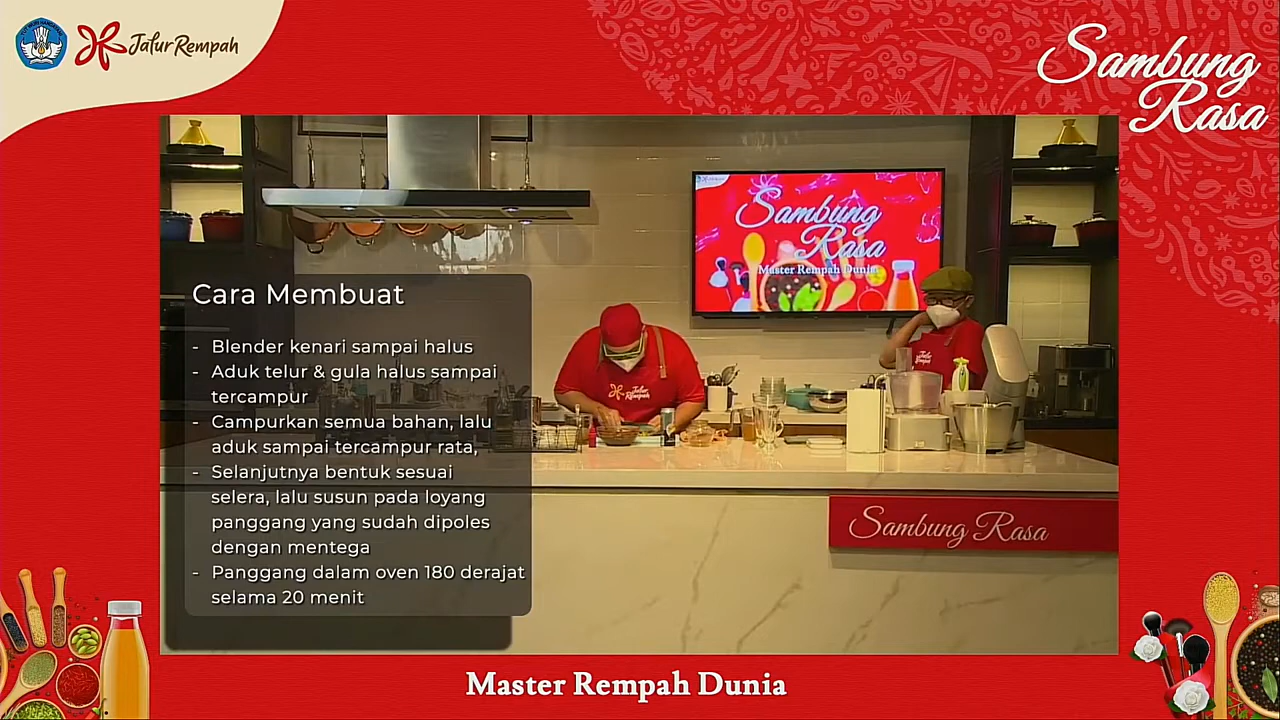 Jalur Rempah
Sambung
Rasa
Sambung
Rasa
Master Rempah Dunia
Cara Membuat
- Blender kenari sampai halus
- Aduk telur & gula halus sampai
tercampur
- Campurkan semua bahan, lalu
aduk sampai tercampur rata,
- Selanjutnya bentuk sesuai
selera, lalu susun pada loyang
panggang yang sudah dipoles
dengan mentega
- Panggang dalam oven 180 derajat
selama 20 menit
Jalur
Rempah
Jalur
Rempah
Sambung Rasa
Master Rempah Dunia